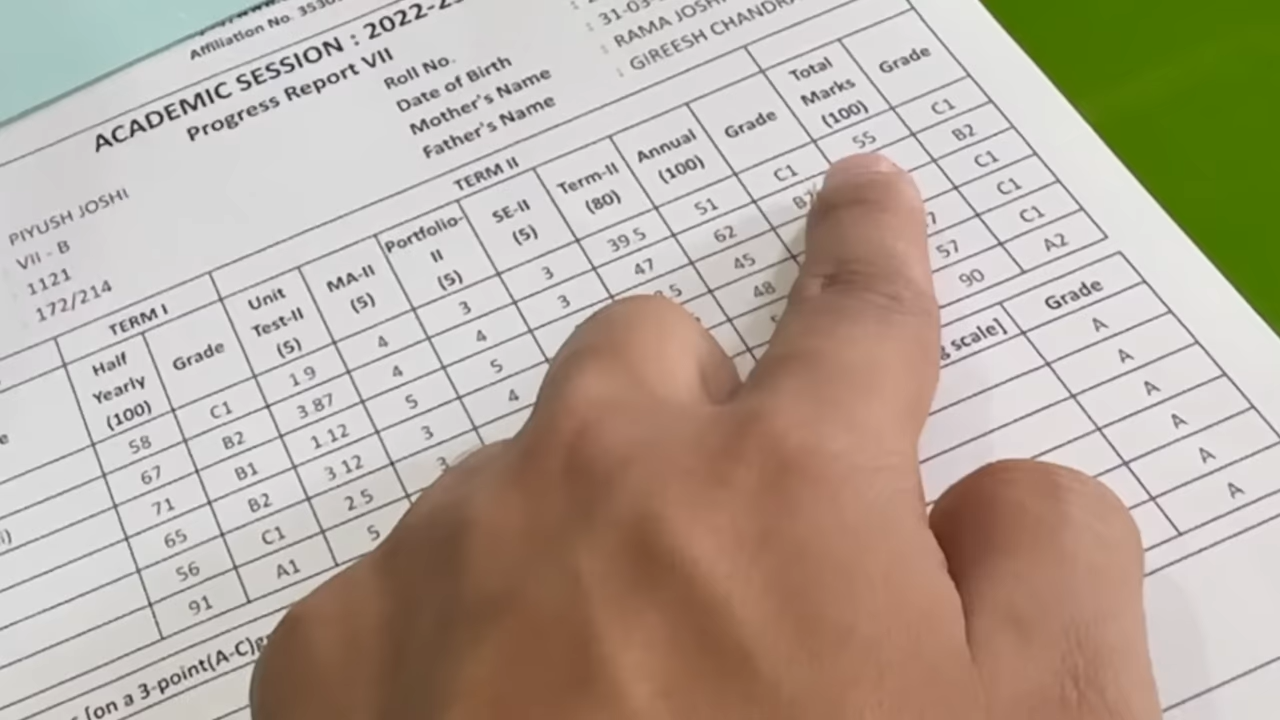 Affiliation No. 3530
ACADEMIC SESSION : 2022-23
Progress Report VII
Roll No.
Date of Birth
Mother's Name
Father's Name
: 31-03-
: RAMA JOSHI
: GIREESH CHANDRA
PIYUSH JOSHI
VII - B
1121
172/214
TERM I
TERM II
Half Yearly (100)
Grade
Unit Test-II (5)
MA-II (5)
Portfolio-II (5)
SE-II (5)
Term-II (80)
Annual (100)
Grade
Total Marks (100)
Grade
58 C1 1.9 4 3 3 39.5 51 C1 55 C1
67 B2 3.87 4 4 3 47 62 B2
71 B1 1.12 5 5 45 C1
65 B2 3.12 3 4 48 C1
56 C1 2.5 3 57 C1
91 A1 5 90 A2
scale]
Grade
A
A
A
A
A
A
[on a 3-point(A-C)g